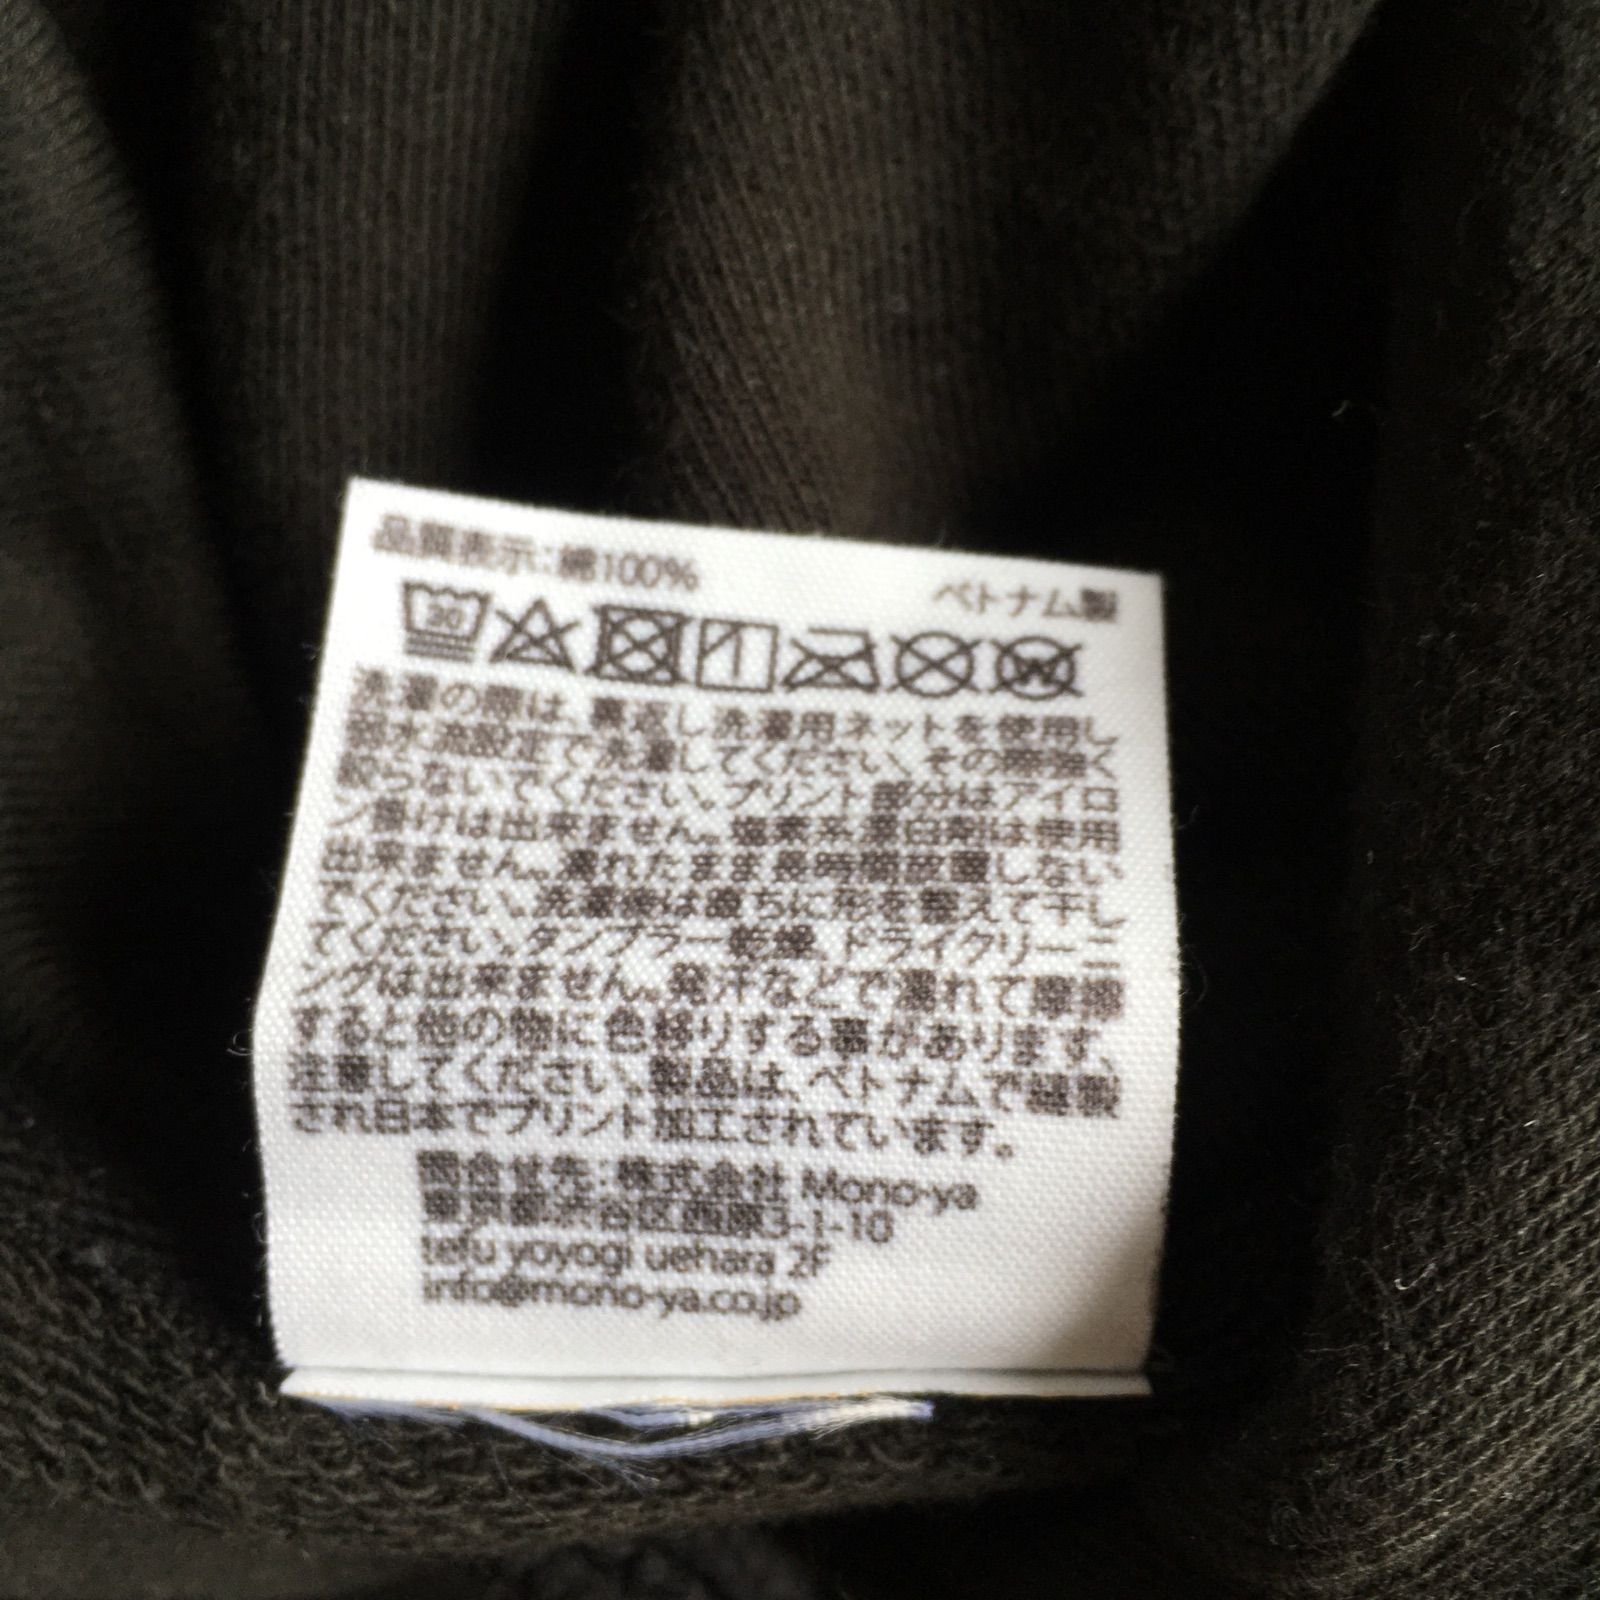 品質表示：綿100%
ベトナム製
30
W
洗濯の際は、裏返し洗濯用ネットを使用し
で洗濯してください、その際強く
絞らないでください。プリント部分はアイロ
ン掛けは出来ません。塩素系漂白剤は使用
出来ません。濡れたまま長時間放置しない
でください、洗濯後は直ちに形を整えて干し
てください、タンブラー乾燥 ドライクリーニ
ングは出来ません。発汗などで濡れて摩擦
すると他の物に色移りする事があります、
注意してください、製品は、ベトナムで縫製
され日本でプリント加工されています。
問合せ先：株式会社 Mono-ya
東京都渋谷区西原3-1-10
tefu yoyogi uehara 2F
info@mono-ya.co.jp